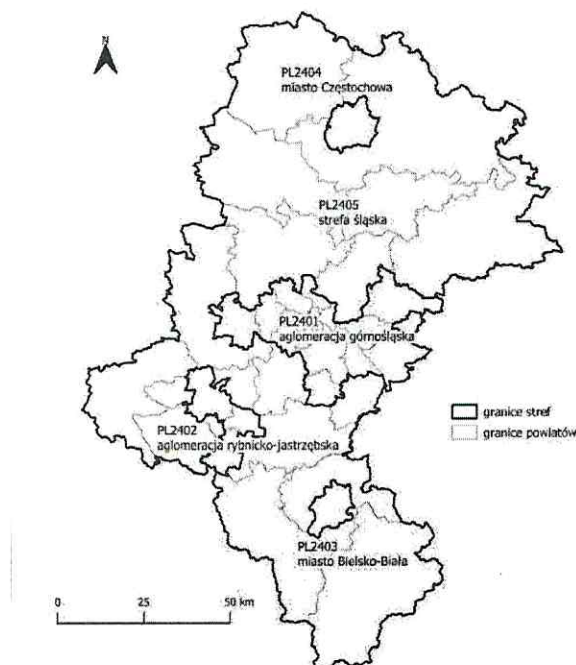 N
PL2404
miasto Częstochowa
PL2405
strefa śląska
PL2401
aglomeracja górnośląska
granice stref
granice powiatów
PL2402
aglomeracja rybnicko-jastrzębska
PL2403
miasto Bielsko-Biała
0 25 50 km